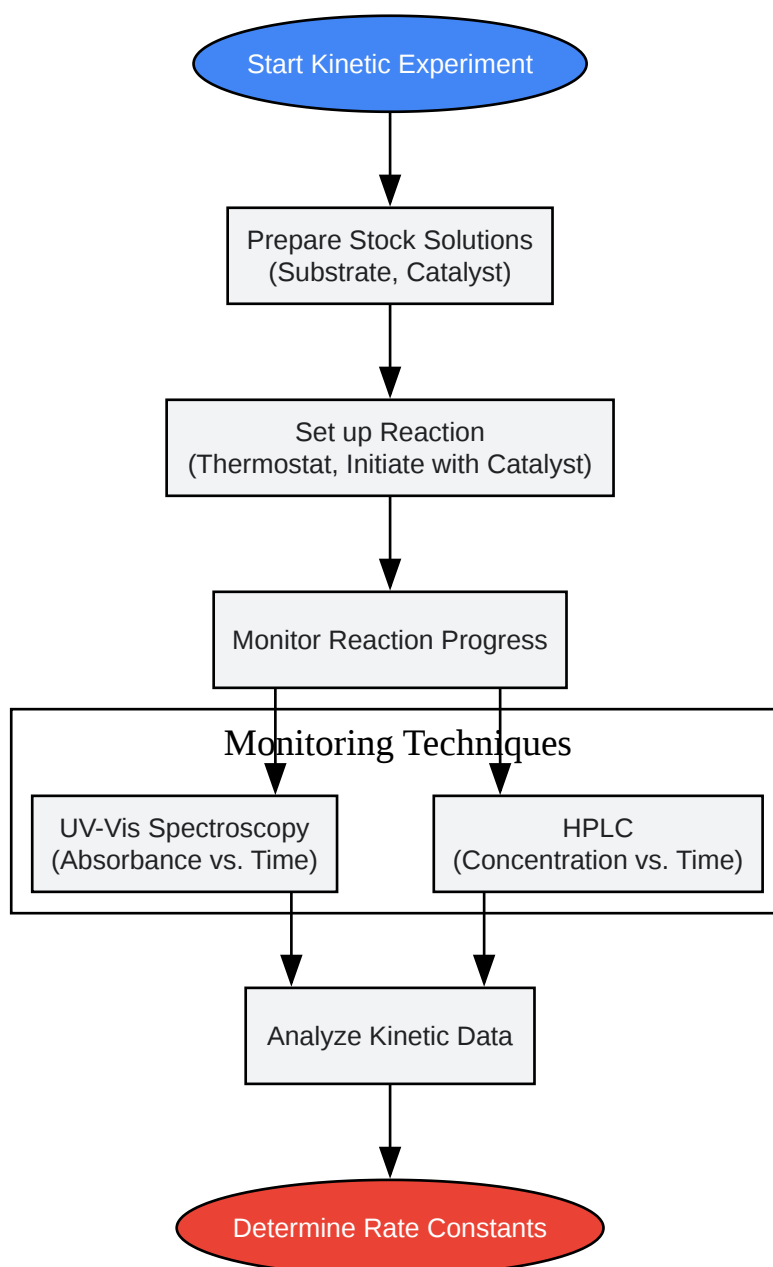 Start Kinetic Experiment
Prepare Stock Solutions
(Substrate, Catalyst)
Set up Reaction
(Thermostat, Initiate with Catalyst)
Monitor Reaction Progress
Monitoring Techniques
UV-Vis Spectroscopy
(Absorbance vs. Time)
HPLC
(Concentration vs. Time)
Analyze Kinetic Data
Determine Rate Constants